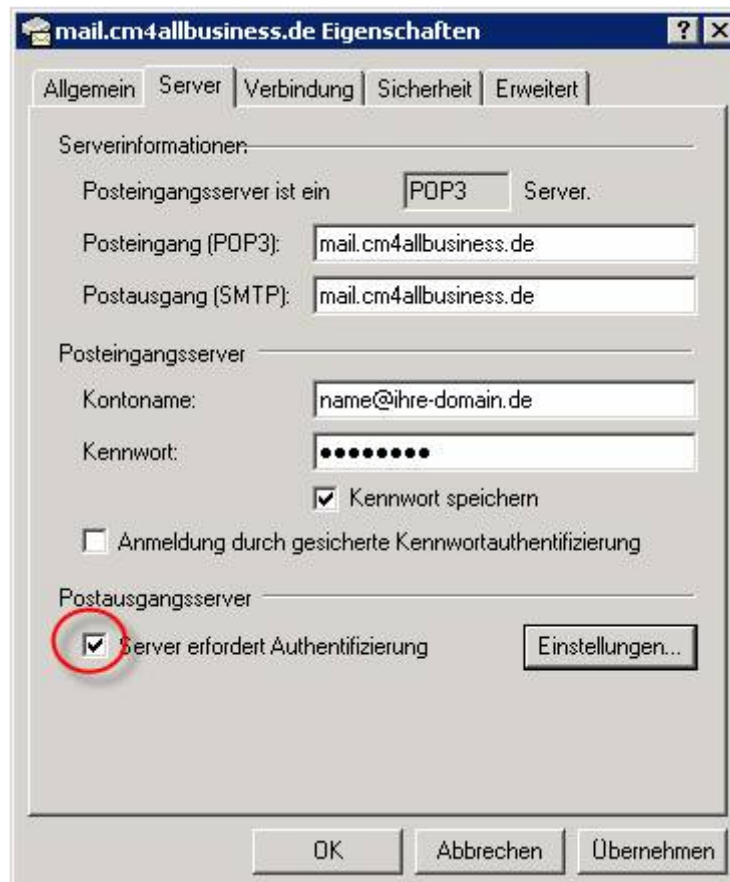 mail.cm4allbusiness.de Eigenschaften
Allgemein Server Verbindung Sicherheit Erweitert
Serverinformationen:
Posteingangsserver ist ein POP3 Server.
Posteingang (POP3): mail.cm4allbusiness.de
Postausgang (SMTP): mail.cm4allbusiness.de
Posteingangsserver
Kontoname: name@ihre-domain.de
Kennwort: ●●●●●●●●
Kennwort speichern
Anmeldung durch gesicherte Kennwortauthentifizierung
Postausgangsserver
Server erfordert Authentifizierung Einstellungen...
OK Abbrechen Übernehmen